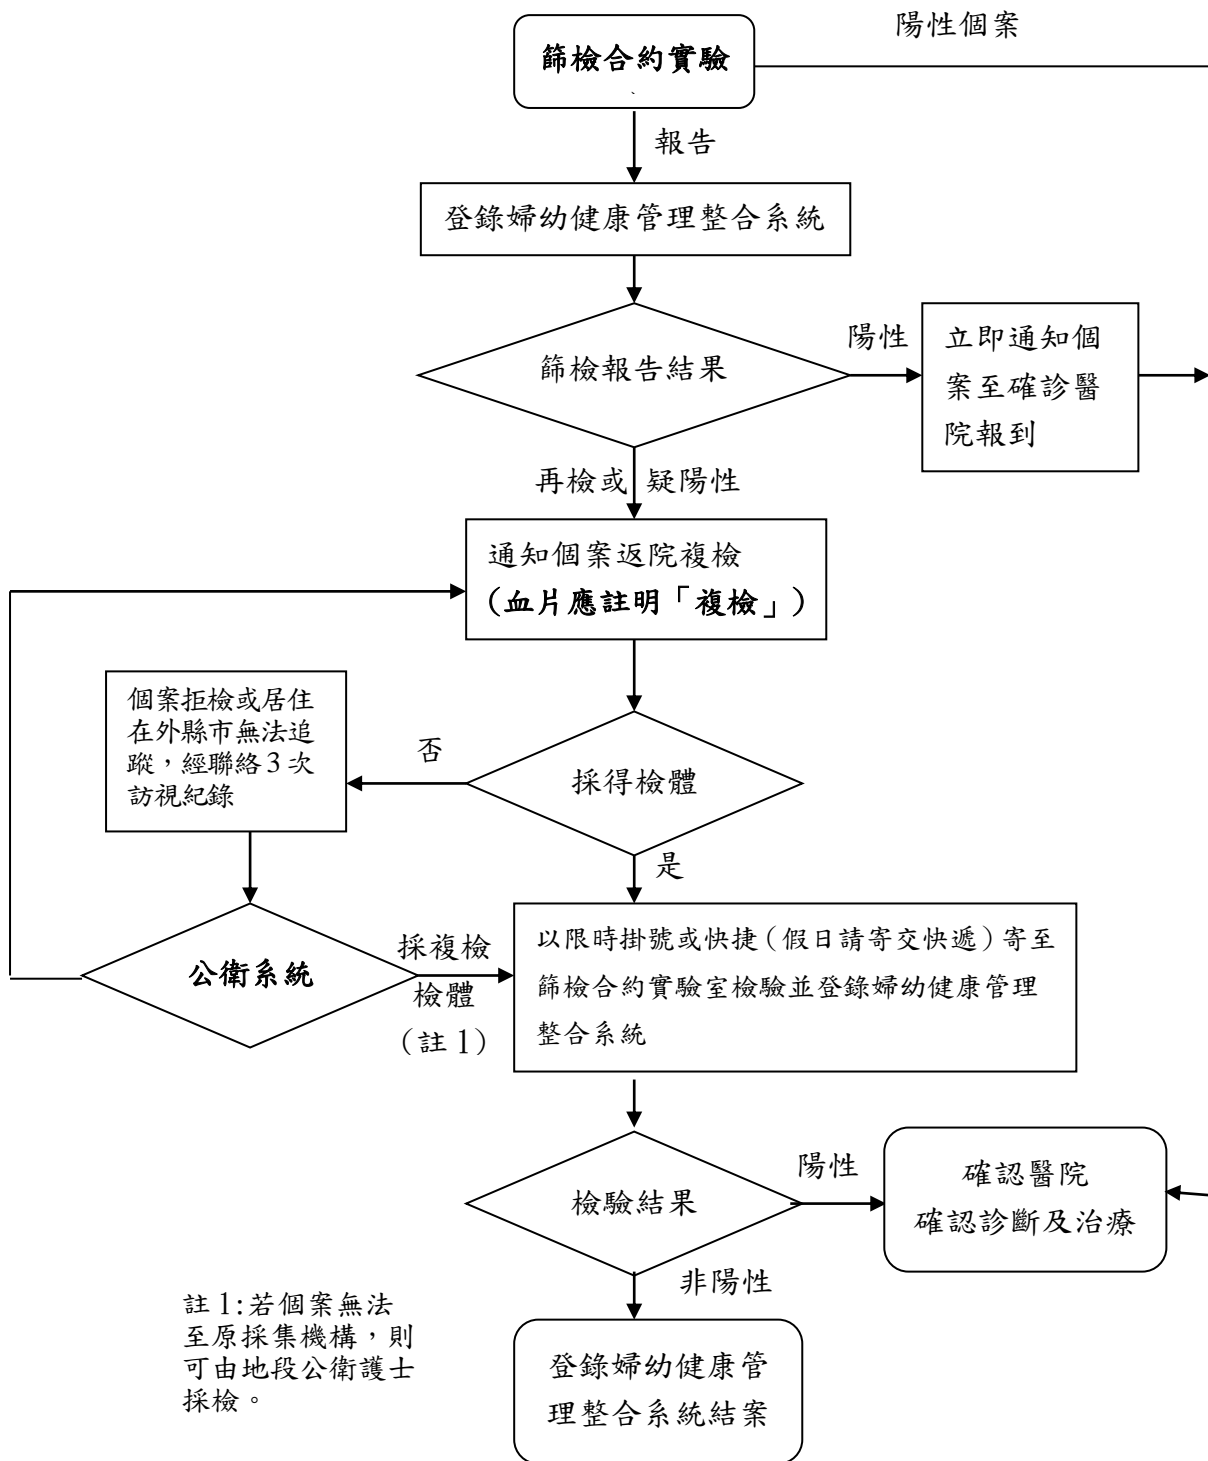 陽性個案
篩檢合約實驗
報告
登錄婦幼健康管理整合系統
篩檢報告結果
陽性
立即通知個
案至確診醫
院報到
再檢或 疑陽性
通知個案返院複檢
(血片應註明「複檢」)
個案拒檢或居住
在外縣市無法追
蹤，經聯絡3次
訪視紀錄
否
採得檢體
是
公衛系統
採複檢
檢體
(註1)
以限時掛號或快捷(假日請寄交快遞)寄至
篩檢合約實驗室檢驗並登錄婦幼健康管理
整合系統
檢驗結果
陽性
確認醫院
確認診斷及治療
非陽性
註1:若個案無法
至原採集機構，則
可由地段公衛護士
採檢。
登錄婦幼健康管
理整合系統結案